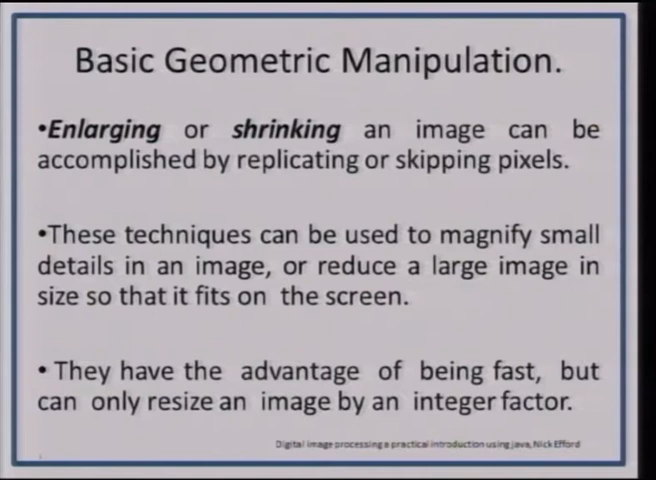 Basic Geometric Manipulation.
•Enlarging or shrinking an image can be
accomplished by replicating or skipping pixels.
•These techniques can be used to magnify small
details in an image, or reduce a large image in
size so that it fits on the screen.
• They have the advantage of being fast, but
can only resize an image by an integer factor.
Digital image processing a practical introduction using java, Nick Efford